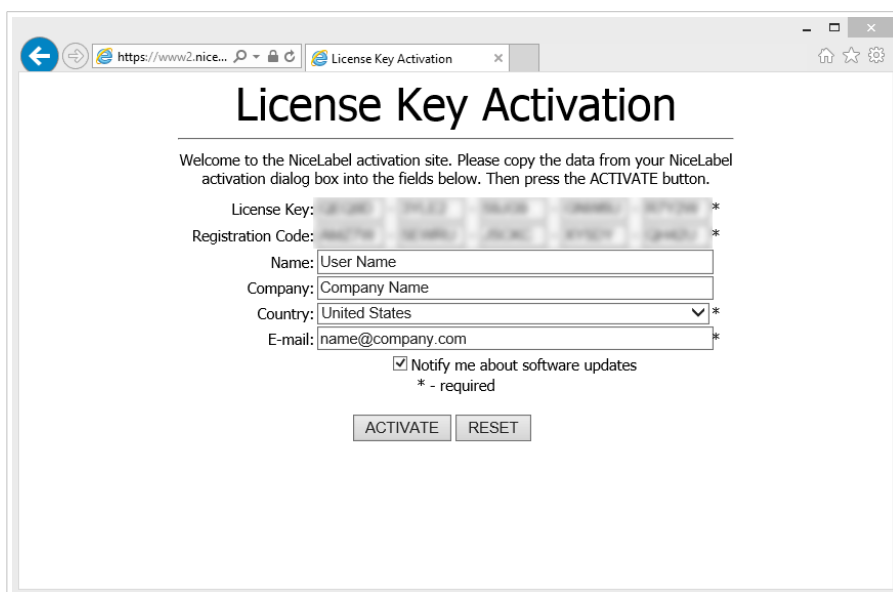 https://www2.nice...
License Key Activation
License Key Activation
Welcome to the NiceLabel activation site. Please copy the data from your NiceLabel
activation dialog box into the fields below. Then press the ACTIVATE button.
License Key: *
Registration Code: *
Name: User Name
Company: Company Name
Country: United States *
E-mail: name@company.com *
Notify me about software updates
* - required
ACTIVATE RESET